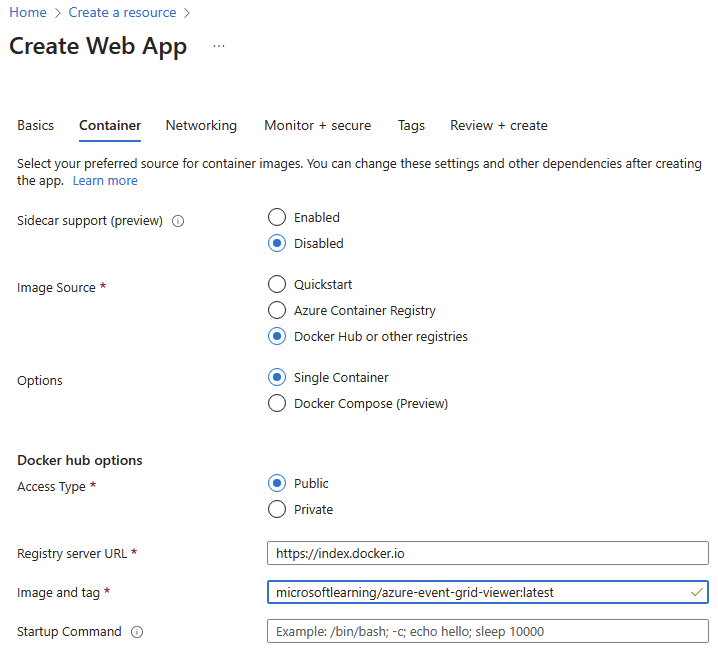 Home > Create a resource >
Create Web App ...
Basics Container Networking Monitor + secure Tags Review + create
Select your preferred source for container images. You can change these settings and other dependencies after creating
the app. Learn more
Sidecar support (preview)
Enabled
Disabled
Image Source *
Quickstart
Azure Container Registry
Docker Hub or other registries
Options
Single Container
Docker Compose (Preview)
Docker hub options
Access Type *
Public
Private
Registry server URL *
https://index.docker.io
Image and tag *
microsoftlearning/azure-event-grid-viewer:latest
Startup Command
Example: /bin/bash; -c; echo hello; sleep 10000